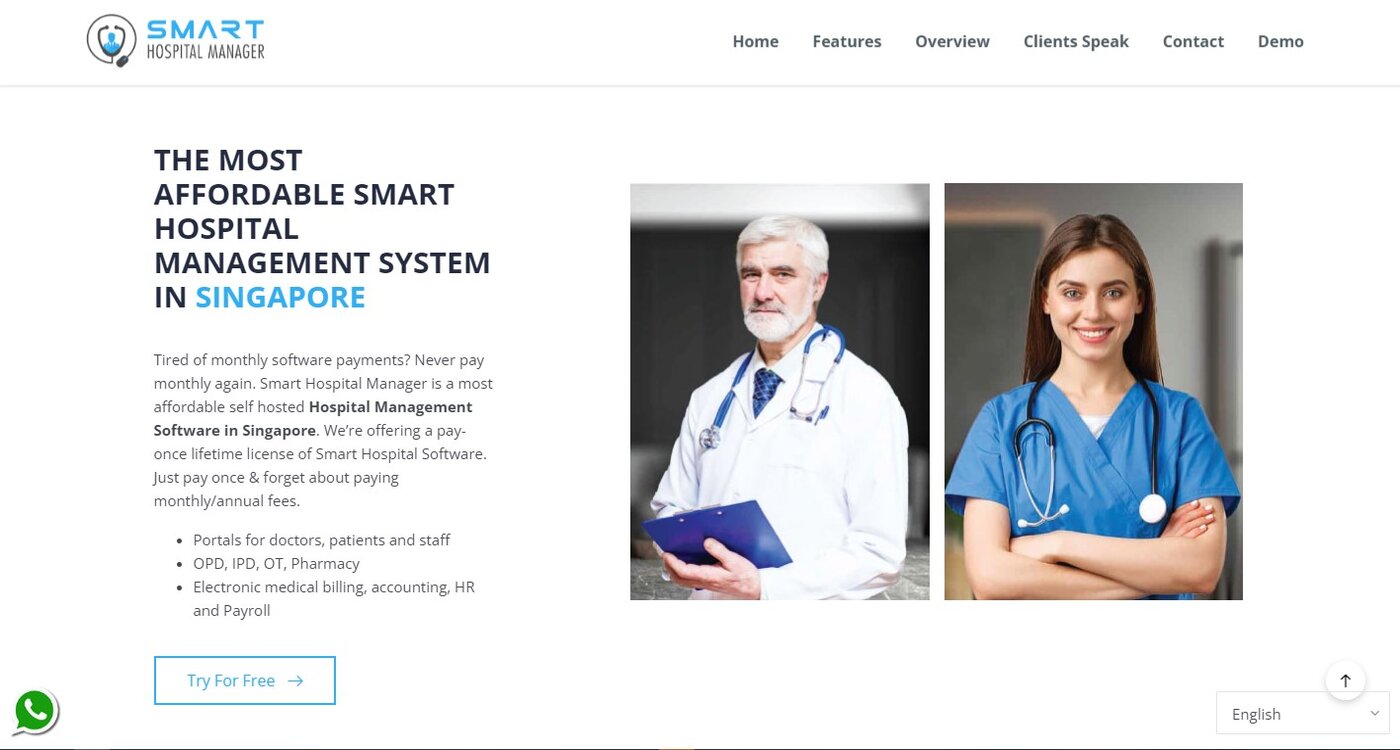 SMART
HOSPITAL MANAGER
Home Features Overview Clients Speak Contact Demo
THE MOST
AFFORDABLE SMART
HOSPITAL
MANAGEMENT SYSTEM
IN SINGAPORE
Tired of monthly software payments? Never pay
monthly again. Smart Hospital Manager is a most
affordable self hosted Hospital Management
Software in Singapore. We’re offering a pay-
once lifetime license of Smart Hospital Software.
Just pay once & forget about paying
monthly/annual fees.
• Portals for doctors, patients and staff
• OPD, IPD, OT, Pharmacy
• Electronic medical billing, accounting, HR
and Payroll
Try For Free →
English